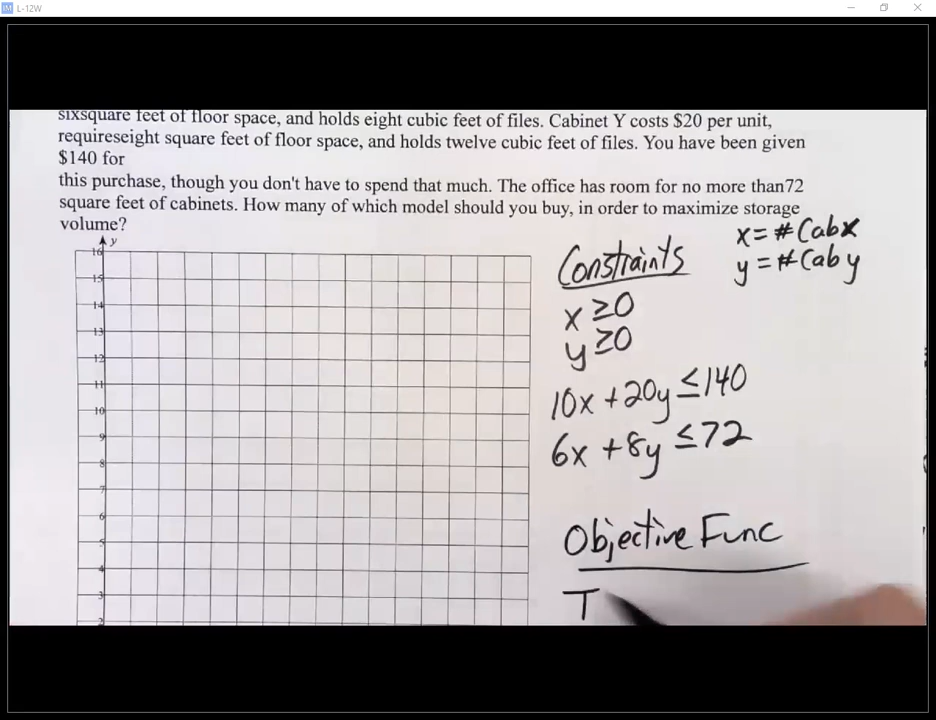 L-12W
sixsquare feet of floor space, and holds eight cubic feet of files. Cabinet Y costs $20 per unit,
requireseight square feet of floor space, and holds twelve cubic feet of files. You have been given
$140 for
this purchase, though you don't have to spend that much. The office has room for no more than72
square feet of cabinets. How many of which model should you buy, in order to maximize storage
volume?
x = # Cab x
y = # Cab y
Constraints
x ≥ 0
y ≥ 0
10x + 20y ≤ 140
6x + 8y ≤ 72
Objective Func
T
y
16
15
14
13
12
11
10
9
8
7
6
5
4
3
2